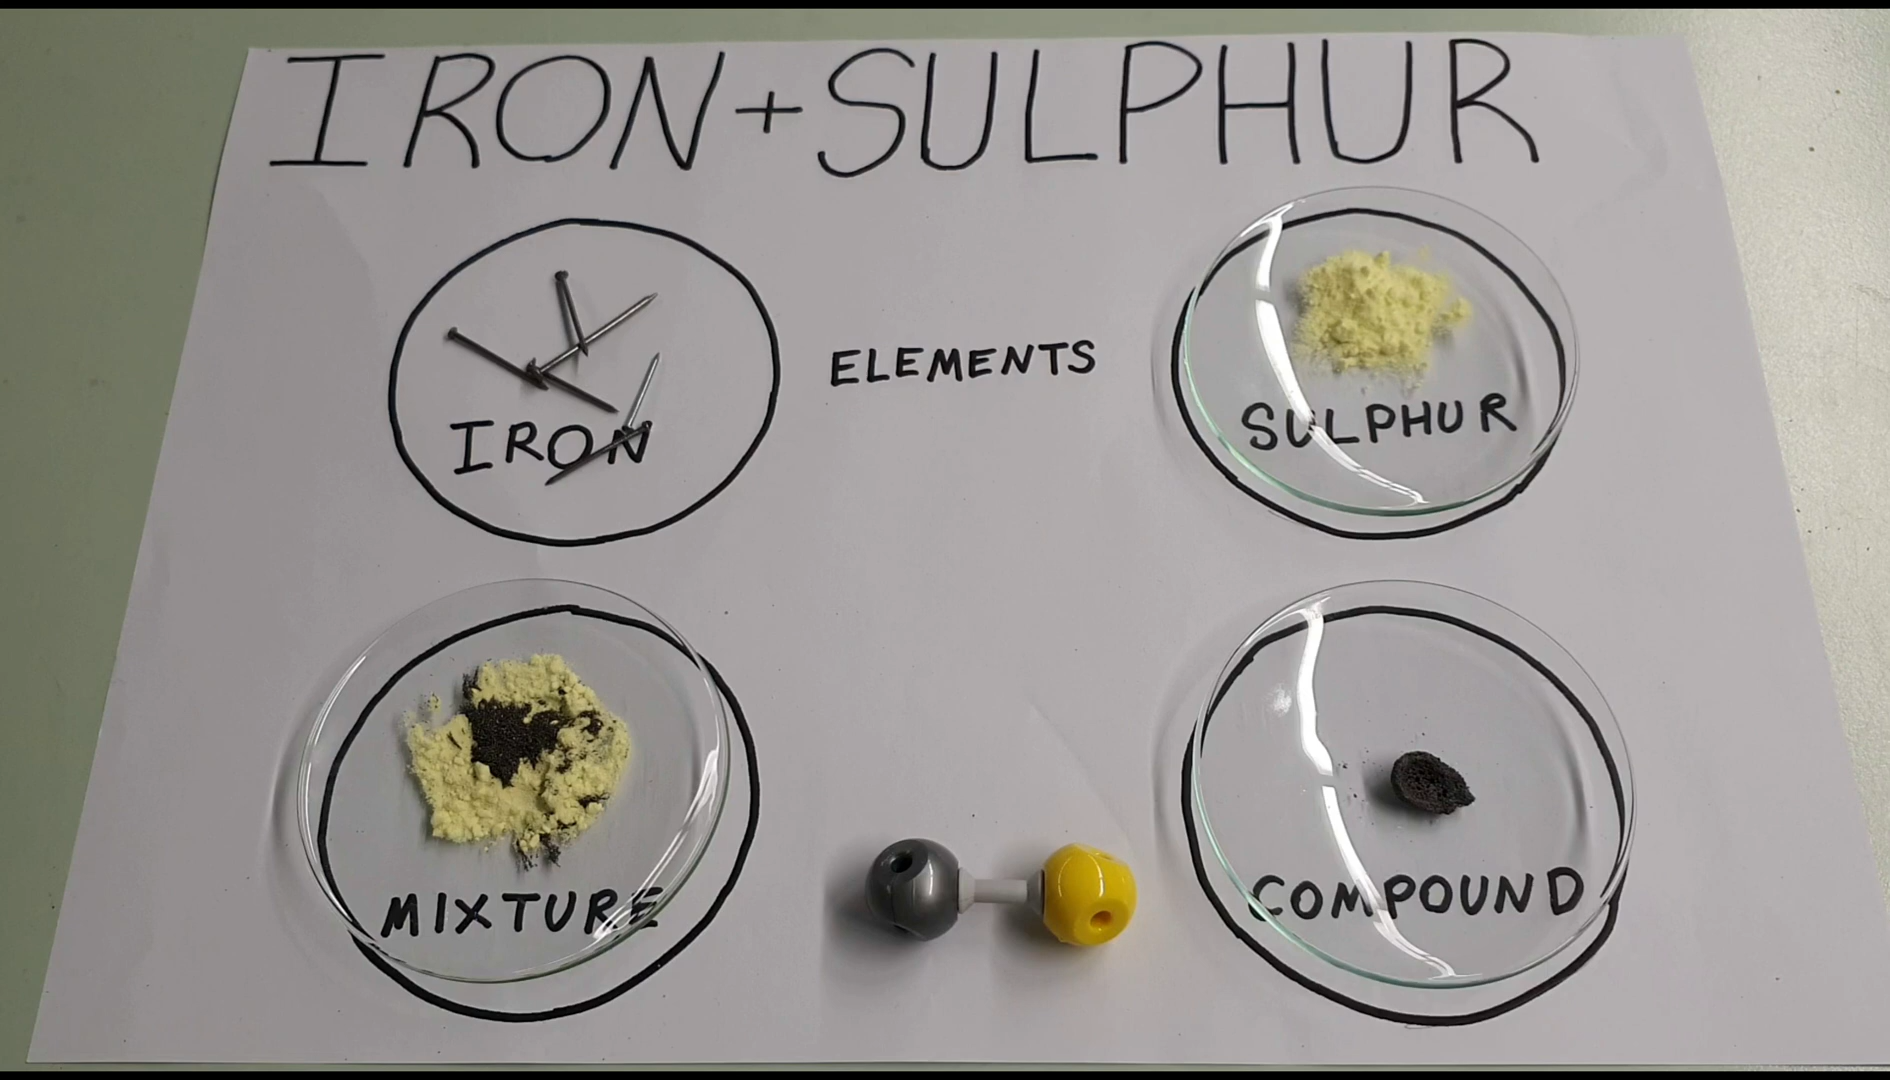 IRON + SULPHUR
IRON
ELEMENTS
SULPHUR
MIXTURE
COMPOUND